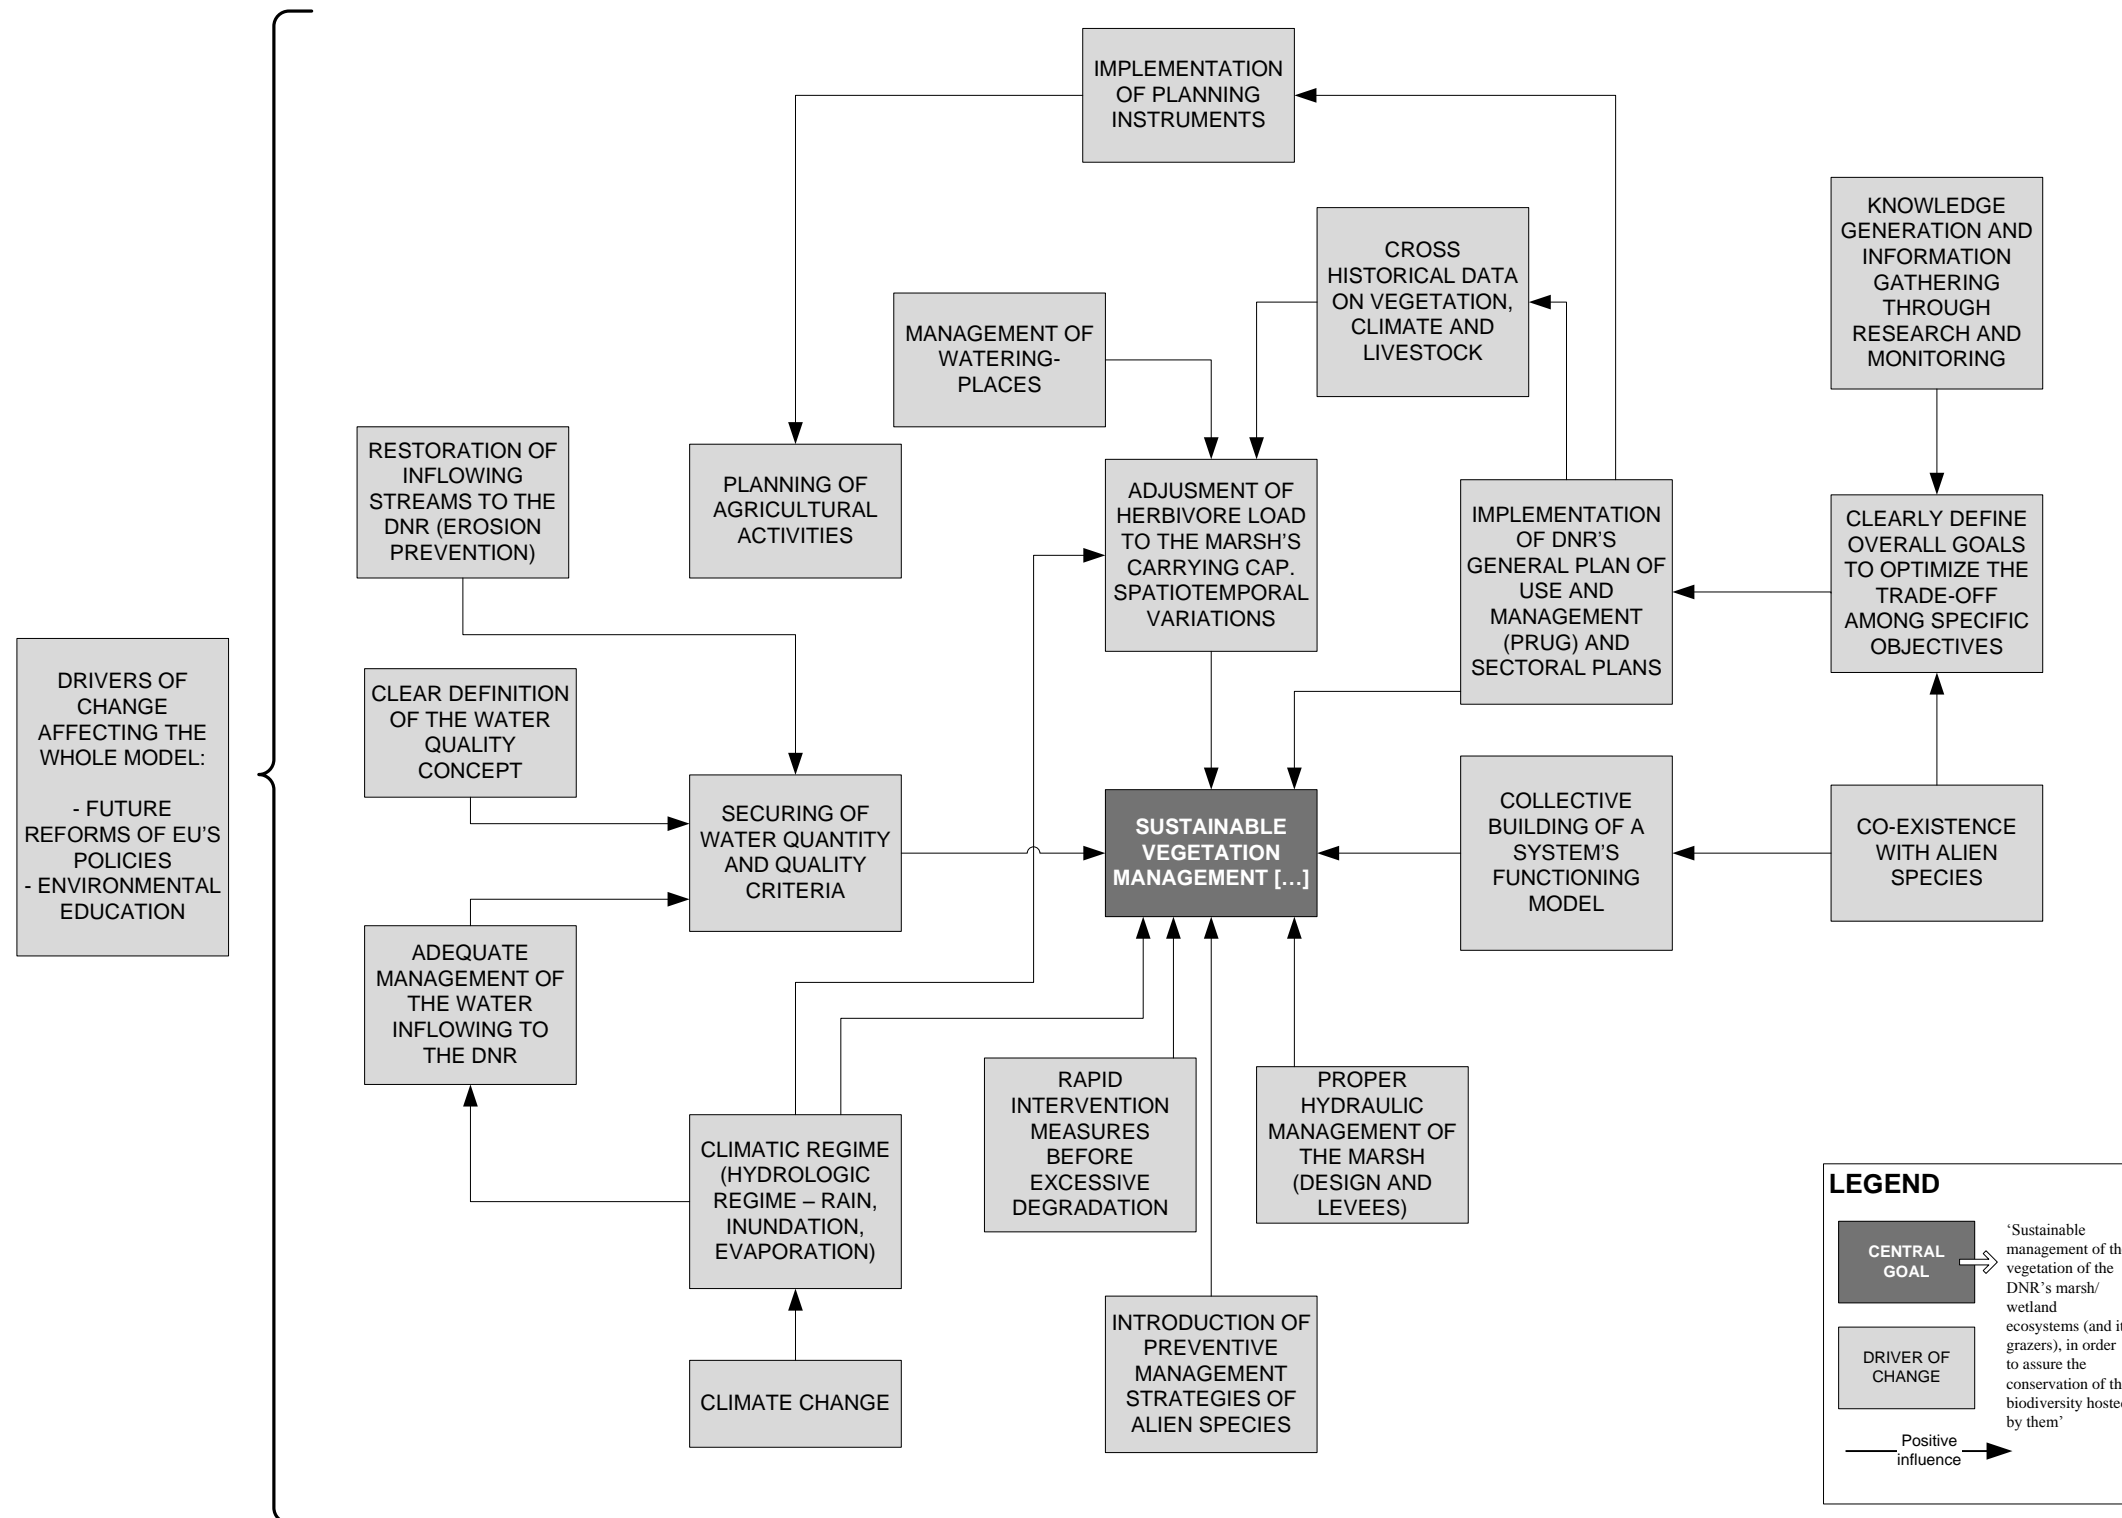 IMPLEMENTATION
OF PLANNING
INSTRUMENTS
KNOWLEDGE
GENERATION AND
INFORMATION
GATHERING
THROUGH
RESEARCH AND
MONITORING
CROSS
HISTORICAL DATA
ON VEGETATION,
CLIMATE AND
LIVESTOCK
MANAGEMENT OF
WATERING-
PLACES
RESTORATION OF
INFLOWING
STREAMS TO THE
DNR (EROSION
PREVENTION)
PLANNING OF
AGRICULTURAL
ACTIVITIES
ADJUSMENT OF
HERBIVORE LOAD
TO THE MARSH'S
CARRYING CAP.
SPATIOTEMPORAL
VARIATIONS
IMPLEMENTATION
OF DNR'S
GENERAL PLAN OF
USE AND
MANAGEMENT
(PRUG) AND
SECTORAL PLANS
CLEARLY DEFINE
OVERALL GOALS
TO OPTIMIZE THE
TRADE-OFF
AMONG SPECIFIC
OBJECTIVES
DRIVERS OF
CHANGE
AFFECTING THE
WHOLE MODEL:
- FUTURE
REFORMS OF EU'S
POLICIES
- ENVIRONMENTAL
EDUCATION
CLEAR DEFINITION
OF THE WATER
QUALITY
CONCEPT
SECURING OF
WATER QUANTITY
AND QUALITY
CRITERIA
SUSTAINABLE
VEGETATION
MANAGEMENT […]
COLLECTIVE
BUILDING OF A
SYSTEM'S
FUNCTIONING
MODEL
CO-EXISTENCE
WITH ALIEN
SPECIES
ADEQUATE
MANAGEMENT OF
THE WATER
INFLOWING TO
THE DNR
CLIMATIC REGIME
(HYDROLOGIC
REGIME – RAIN,
INUNDATION,
EVAPORATION)
RAPID
INTERVENTION
MEASURES
BEFORE
EXCESSIVE
DEGRADATION
PROPER
HYDRAULIC
MANAGEMENT OF
THE MARSH
(DESIGN AND
LEVEES)
CLIMATE CHANGE
INTRODUCTION OF
PREVENTIVE
MANAGEMENT
STRATEGIES OF
ALIEN SPECIES
LEGEND
CENTRAL
GOAL
‘Sustainable
management of
vegetation of the
DNR’s marsh/
wetland
ecosystems (and
grazers), in order
to assure the
conservation of
biodiversity
by them’
DRIVER OF
CHANGE
Positive
influence